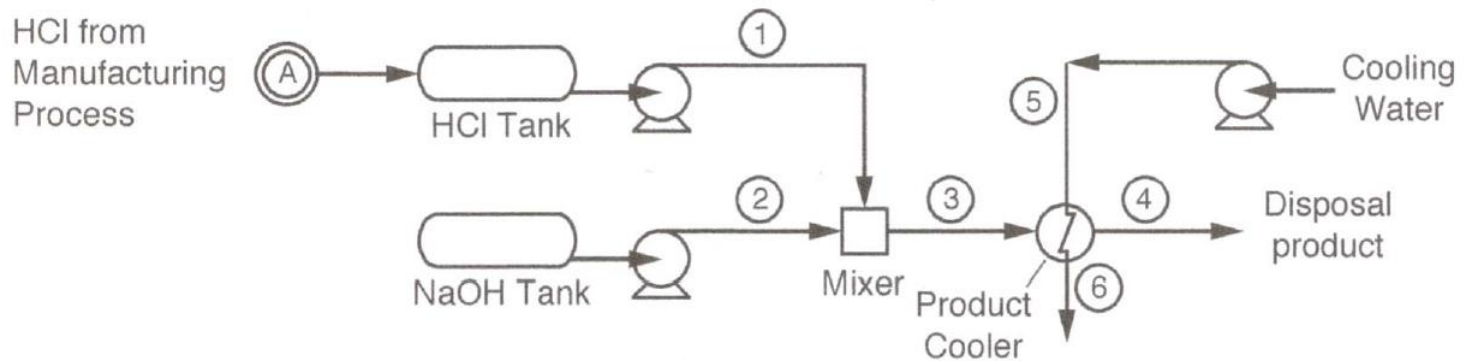 HCl from
Manufacturing
Process
A
HCl Tank
1
5
Cooling
Water
NaOH Tank
2
Mixer
3
Product
Cooler
4
6
Disposal
product